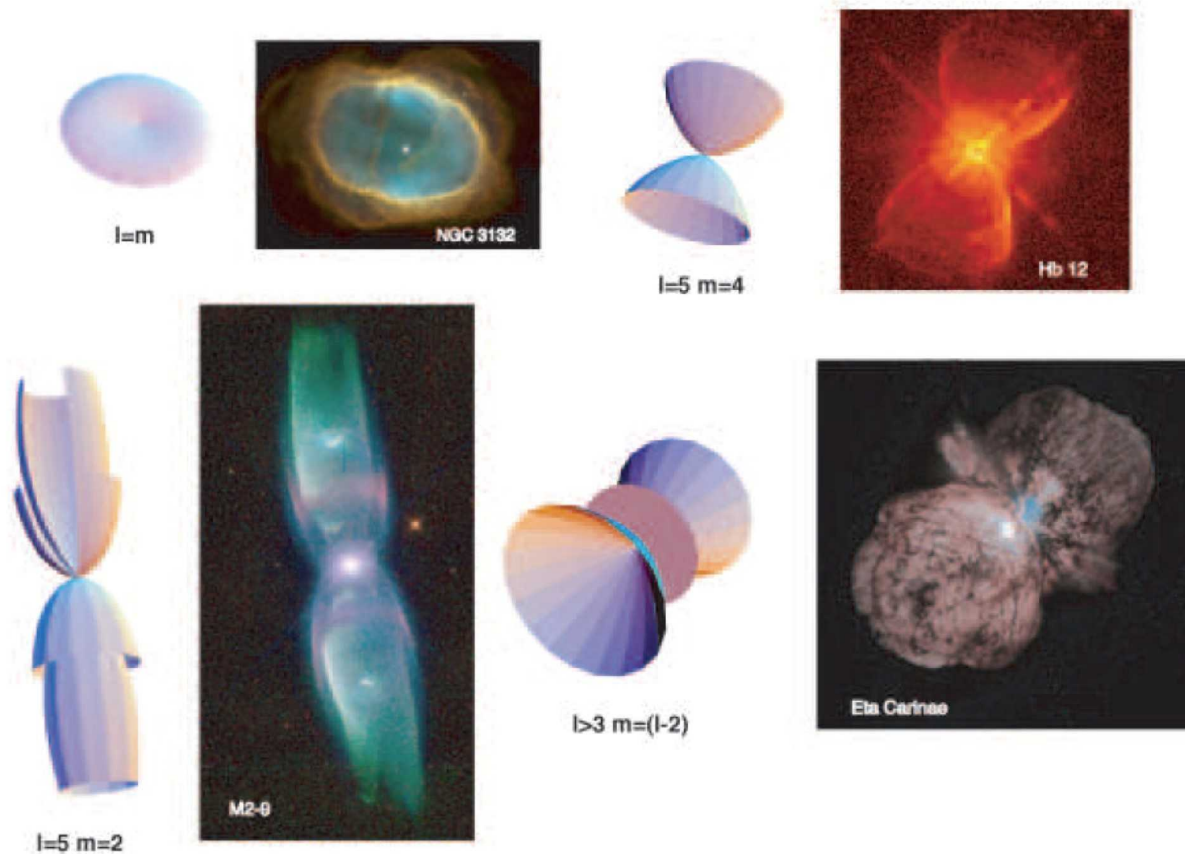 l=m
NGC 3132
l=5 m=4
Hb 12
l=5 m=2
M2-9
l>3 m=(l-2)
Eta Carinae